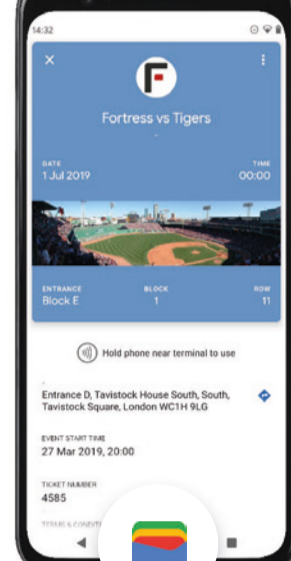 14:32
F
Fortress vs Tigers
DATE
TIME
1 Jul 2019
00:00
ENTRANCE
BLOCK
ROW
Block E
1
11
Hold phone near terminal to use
Entrance D, Tavistock House South, South,
Tavistock Square, London WC1H 9LG
EVENT START TIME
27 Mar 2019, 20:00
TICKET NUMBER
4585
TERMS &